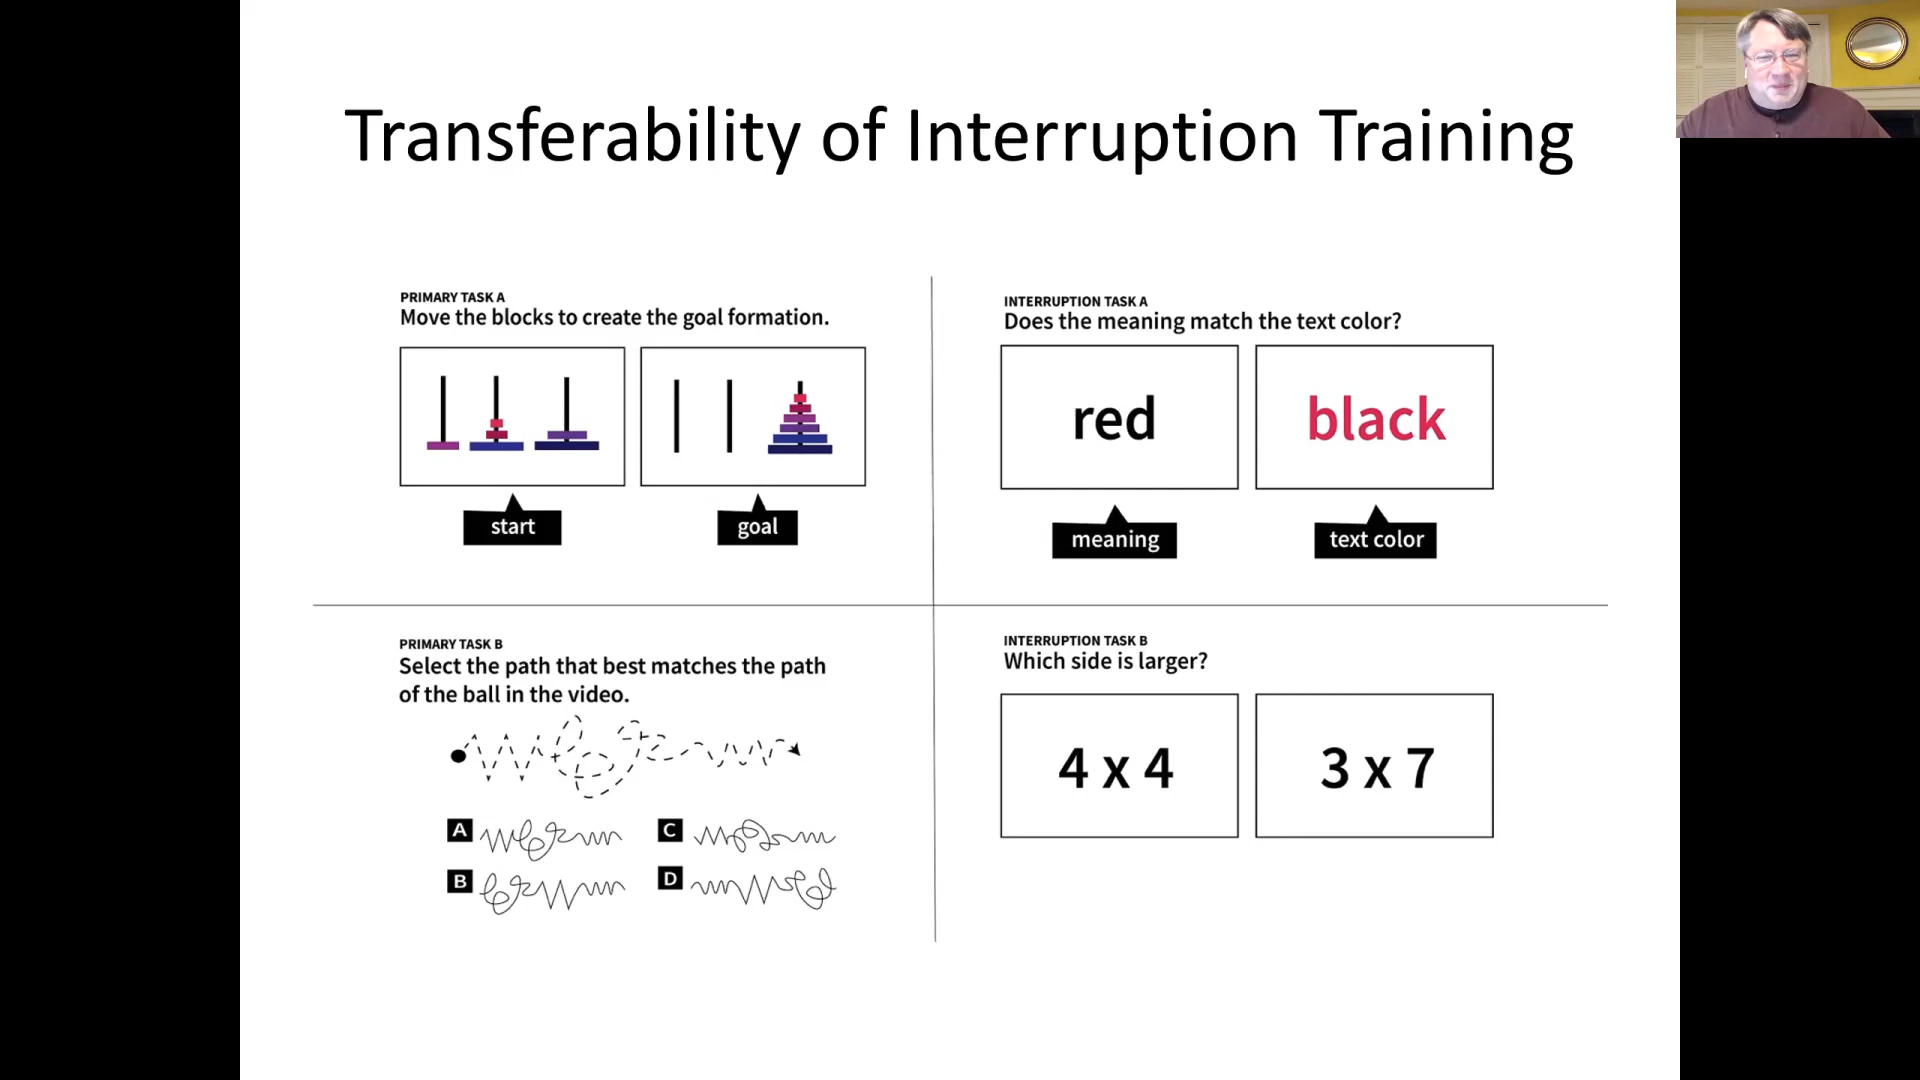 Transferability of Interruption Training
PRIMARY TASK A
Move the blocks to create the goal formation.
start
goal
INTERRUPTION TASK A
Does the meaning match the text color?
red
black
meaning
text color
PRIMARY TASK B
Select the path that best matches the path
of the ball in the video.
A
C
B
D
INTERRUPTION TASK B
Which side is larger?
4 x 4
3 x 7